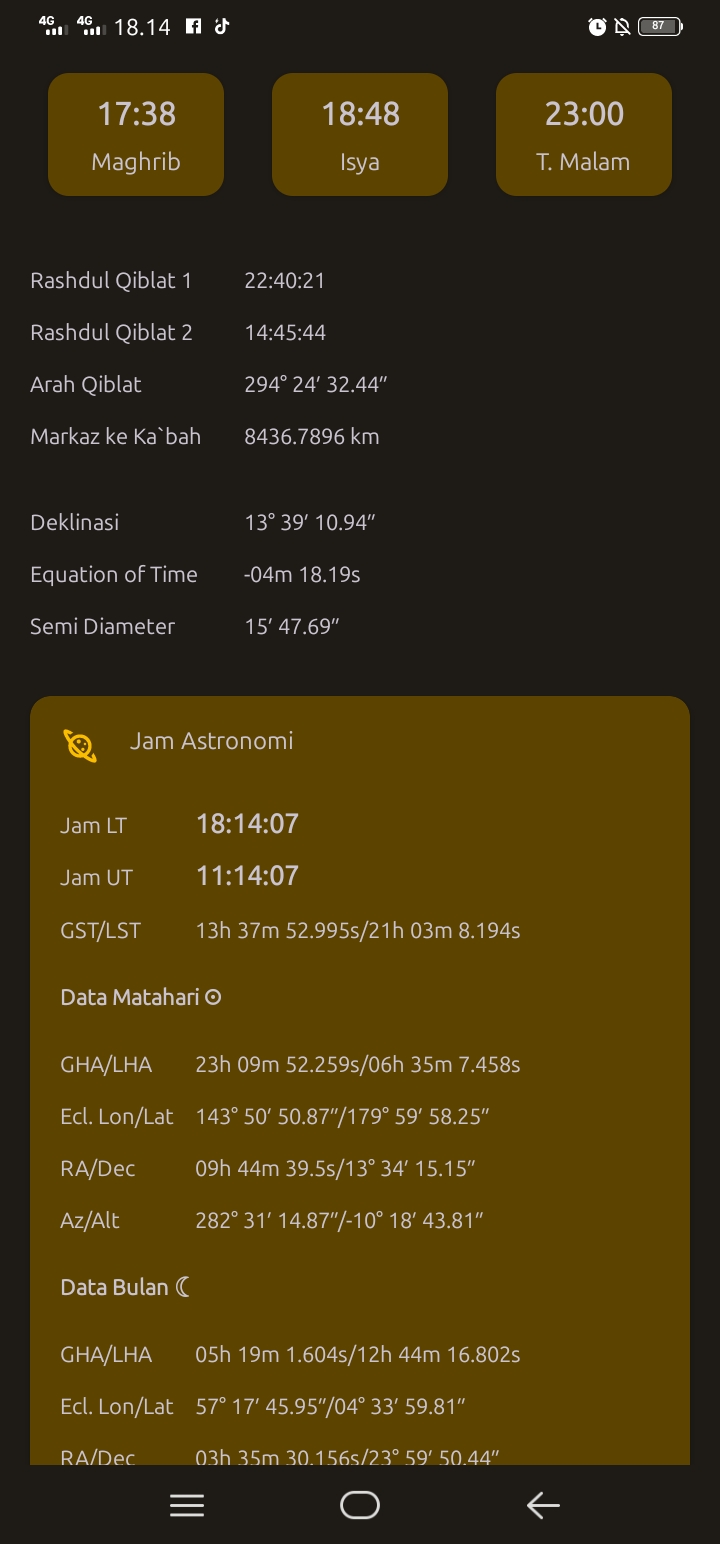 4G 4G 18.14 87
17:38 18:48 23:00
Maghrib Isya T. Malam
Rashdul Qiblat 1 22:40:21
Rashdul Qiblat 2 14:45:44
Arah Qiblat 294° 24′ 32.44″
Markaz ke Ka`bah 8436.7896 km
Deklinasi 13° 39′ 10.94″
Equation of Time -04m 18.19s
Semi Diameter 15′ 47.69″
Jam Astronomi
Jam LT 18:14:07
Jam UT 11:14:07
GST/LST 13h 37m 52.995s/21h 03m 8.194s
Data Matahari ☉
GHA/LHA 23h 09m 52.259s/06h 35m 7.458s
Ecl. Lon/Lat 143° 50′ 50.87″/179° 59′ 58.25″
RA/Dec 09h 44m 39.5s/13° 34′ 15.15″
Az/Alt 282° 31′ 14.87″/-10° 18′ 43.81″
Data Bulan ☾
GHA/LHA 05h 19m 1.604s/12h 44m 16.802s
Ecl. Lon/Lat 57° 17′ 45.95″/04° 33′ 59.81″
RA/Dec 03h 35m 30.156s/23° 59′ 50.44″